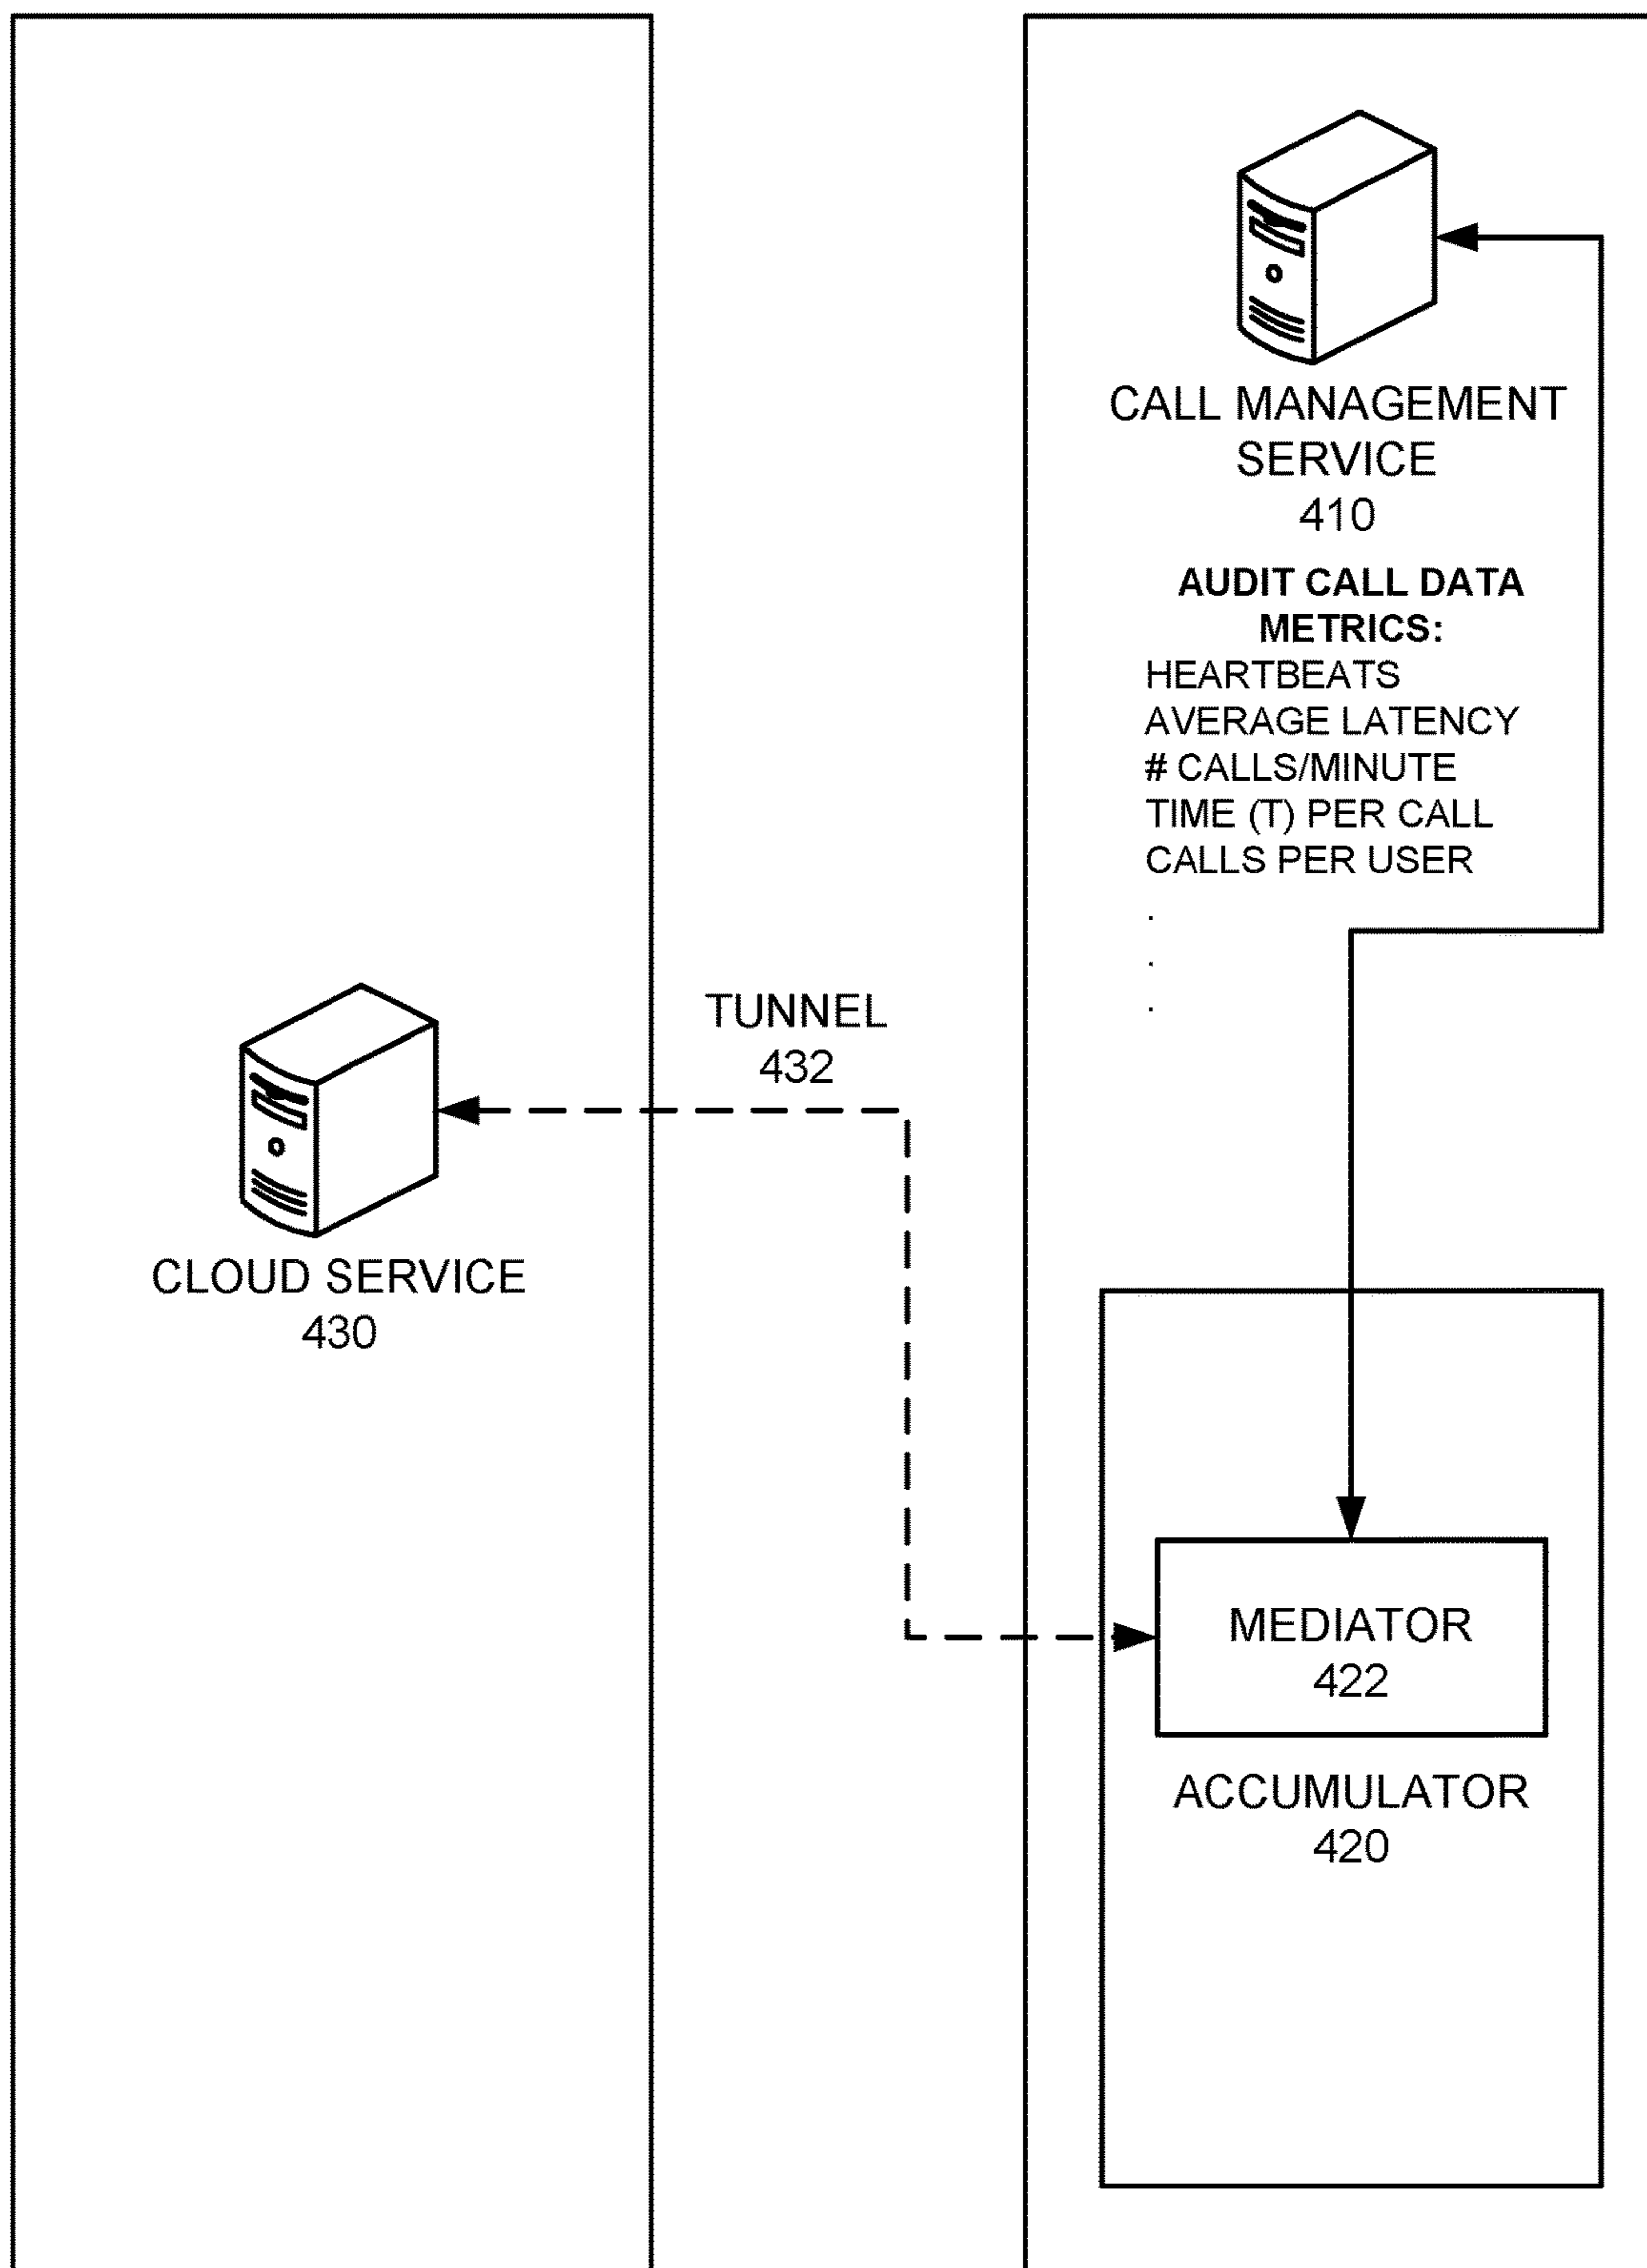 CALL MANAGEMENT
SERVICE
410
AUDIT CALL DATA
METRICS:
HEARTBEATS
AVERAGE LATENCY
# CALLS/MINUTE
TIME (T) PER CALL
CALLS PER USER
.
.
.
TUNNEL
432
CLOUD SERVICE
430
MEDIATOR
422
ACCUMULATOR
420